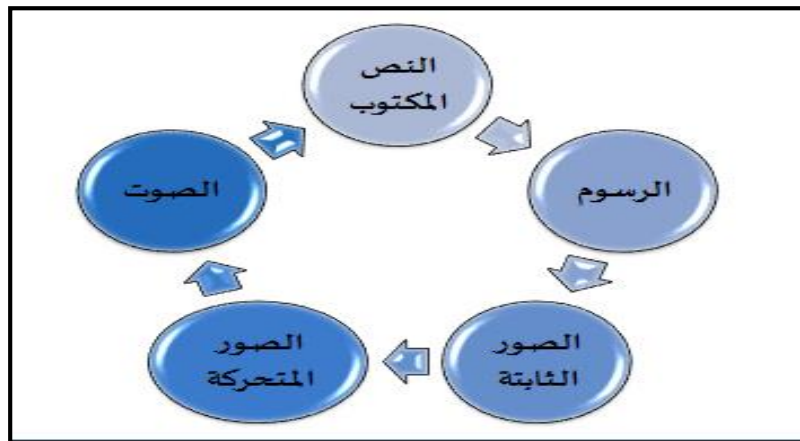 النص
المكتوب
الرسوم
الصور
الثابتة
الصور
المتحركة
الصوت